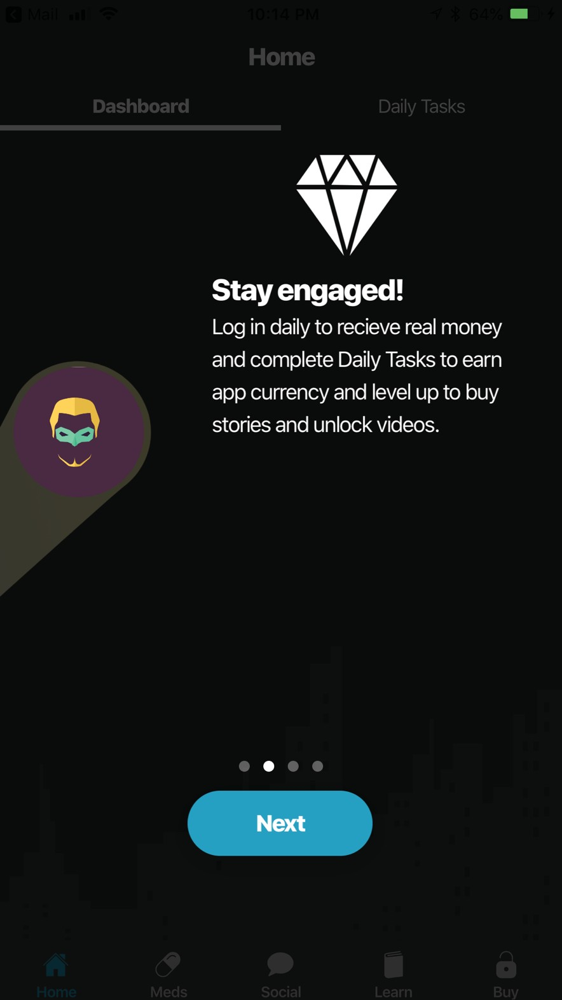 Mail 10:14 PM 64%
Home
Dashboard Daily Tasks
Stay engaged!
Log in daily to recieve real money
and complete Daily Tasks to earn
app currency and level up to buy
stories and unlock videos.
Next
Home Meds Social Learn Buy